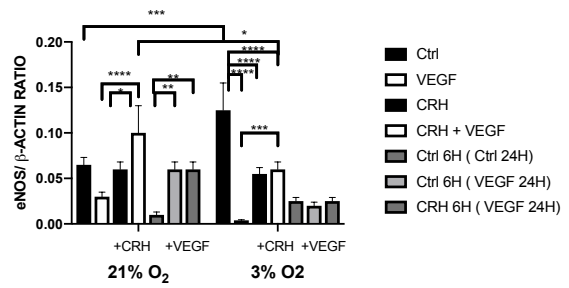 ***
*
****
****
****
****
*
**
**
***
eNOS/ β-ACTIN RATIO
0.20
0.15
0.10
0.05
0.00
+CRH +VEGF +CRH +VEGF
21% O₂ 3% O2
Ctrl
VEGF
CRH
CRH + VEGF
Ctrl 6H ( Ctrl 24H)
Ctrl 6H ( VEGF 24H)
CRH 6H ( VEGF 24H)